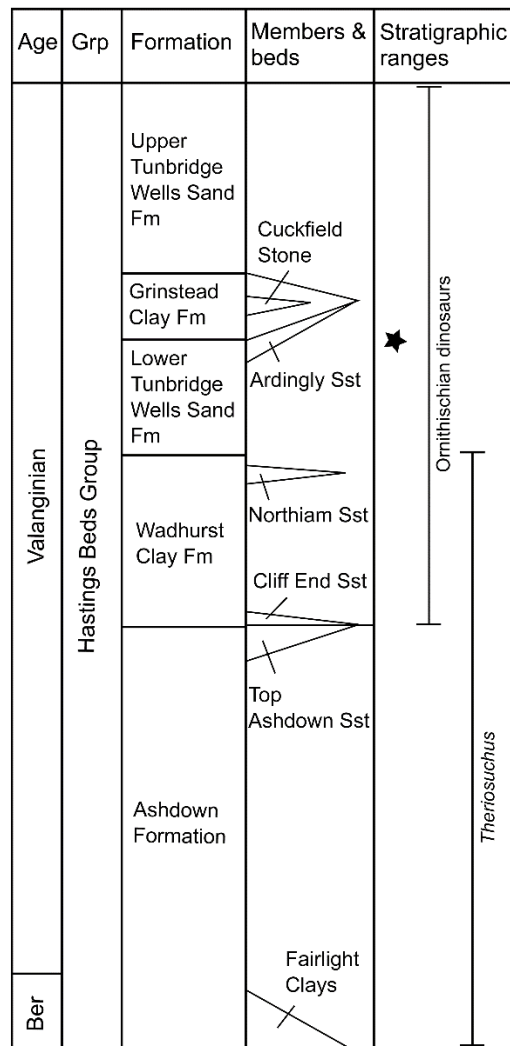 Age
Grp
Formation
Members &
beds
Stratigraphic
ranges
Valanginian
Ber
Hastings Beds Group
Upper
Tunbridge
Wells Sand
Fm
Grinstead
Clay Fm
Lower
Tunbridge
Wells Sand
Fm
Wadhurst
Clay Fm
Ashdown
Formation
Cuckfield
Stone
Ardingly Sst
Northiam Sst
Cliff End Sst
Top
Ashdown Sst
Fairlight
Clays
Ornithischian dinosaurs
Theriosuchus